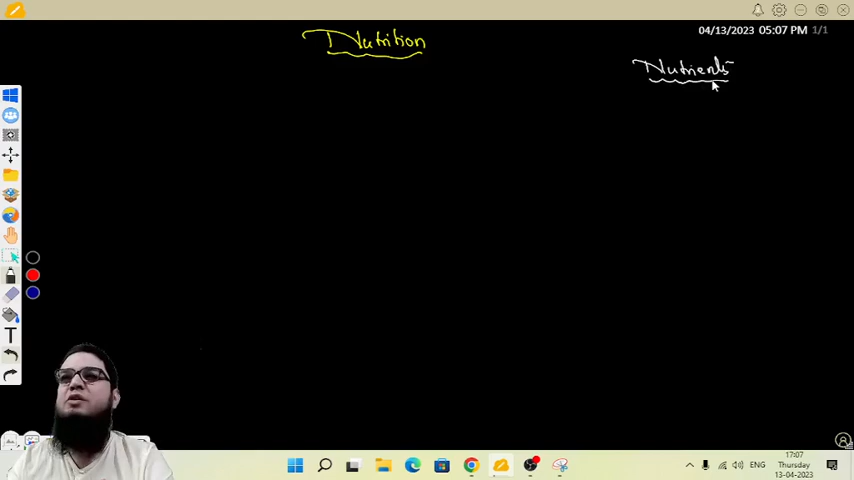 04/13/2023 05:07 PM 1/1
Nutrition
Nutrients
T
ENG
17:07
Thursday
13-04-2023